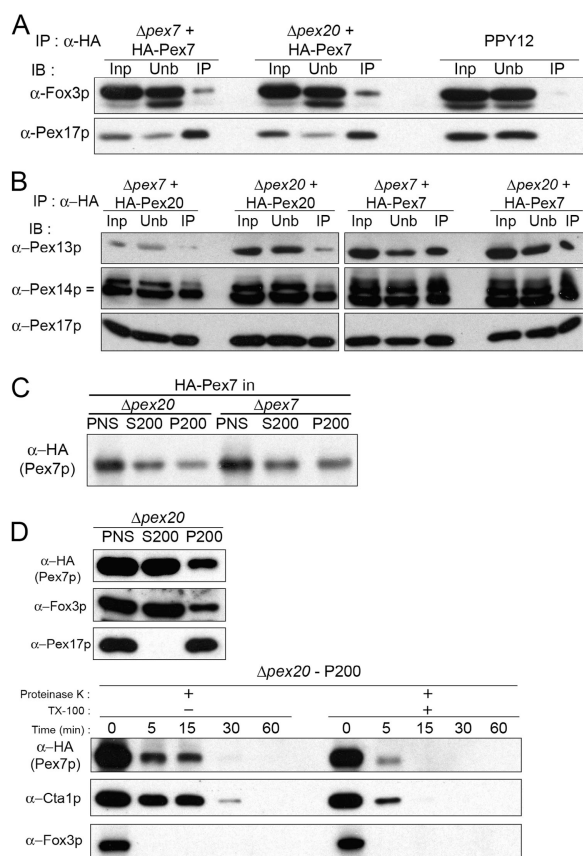 A
IP : α-HA
Δpex7 + HA-Pex7
Δpex20 + HA-Pex7
PPY12
IB :
Inp Unb IP Inp Unb IP Inp Unb IP
α-Fox3p
α-Pex17p
B
IP : α–HA
Δpex7 + HA-Pex20
Δpex20 + HA-Pex20
Δpex7 + HA-Pex7
Δpex20 + HA-Pex7
IB :
Inp Unb IP Inp Unb IP Inp Unb IP Inp Unb IP
α–Pex13p
α–Pex14p =
α–Pex17p
C
HA-Pex7 in
Δpex20 Δpex7
PNS S200 P200 PNS S200 P200
α–HA
(Pex7p)
D
Δpex20
PNS S200 P200
α–HA
(Pex7p)
α–Fox3p
α–Pex17p
Δpex20 - P200
Proteinase K : + +
TX-100: – +
Time (min) : 0 5 15 30 60 0 5 15 30 60
α–HA
(Pex7p)
α–Cta1p
α–Fox3p